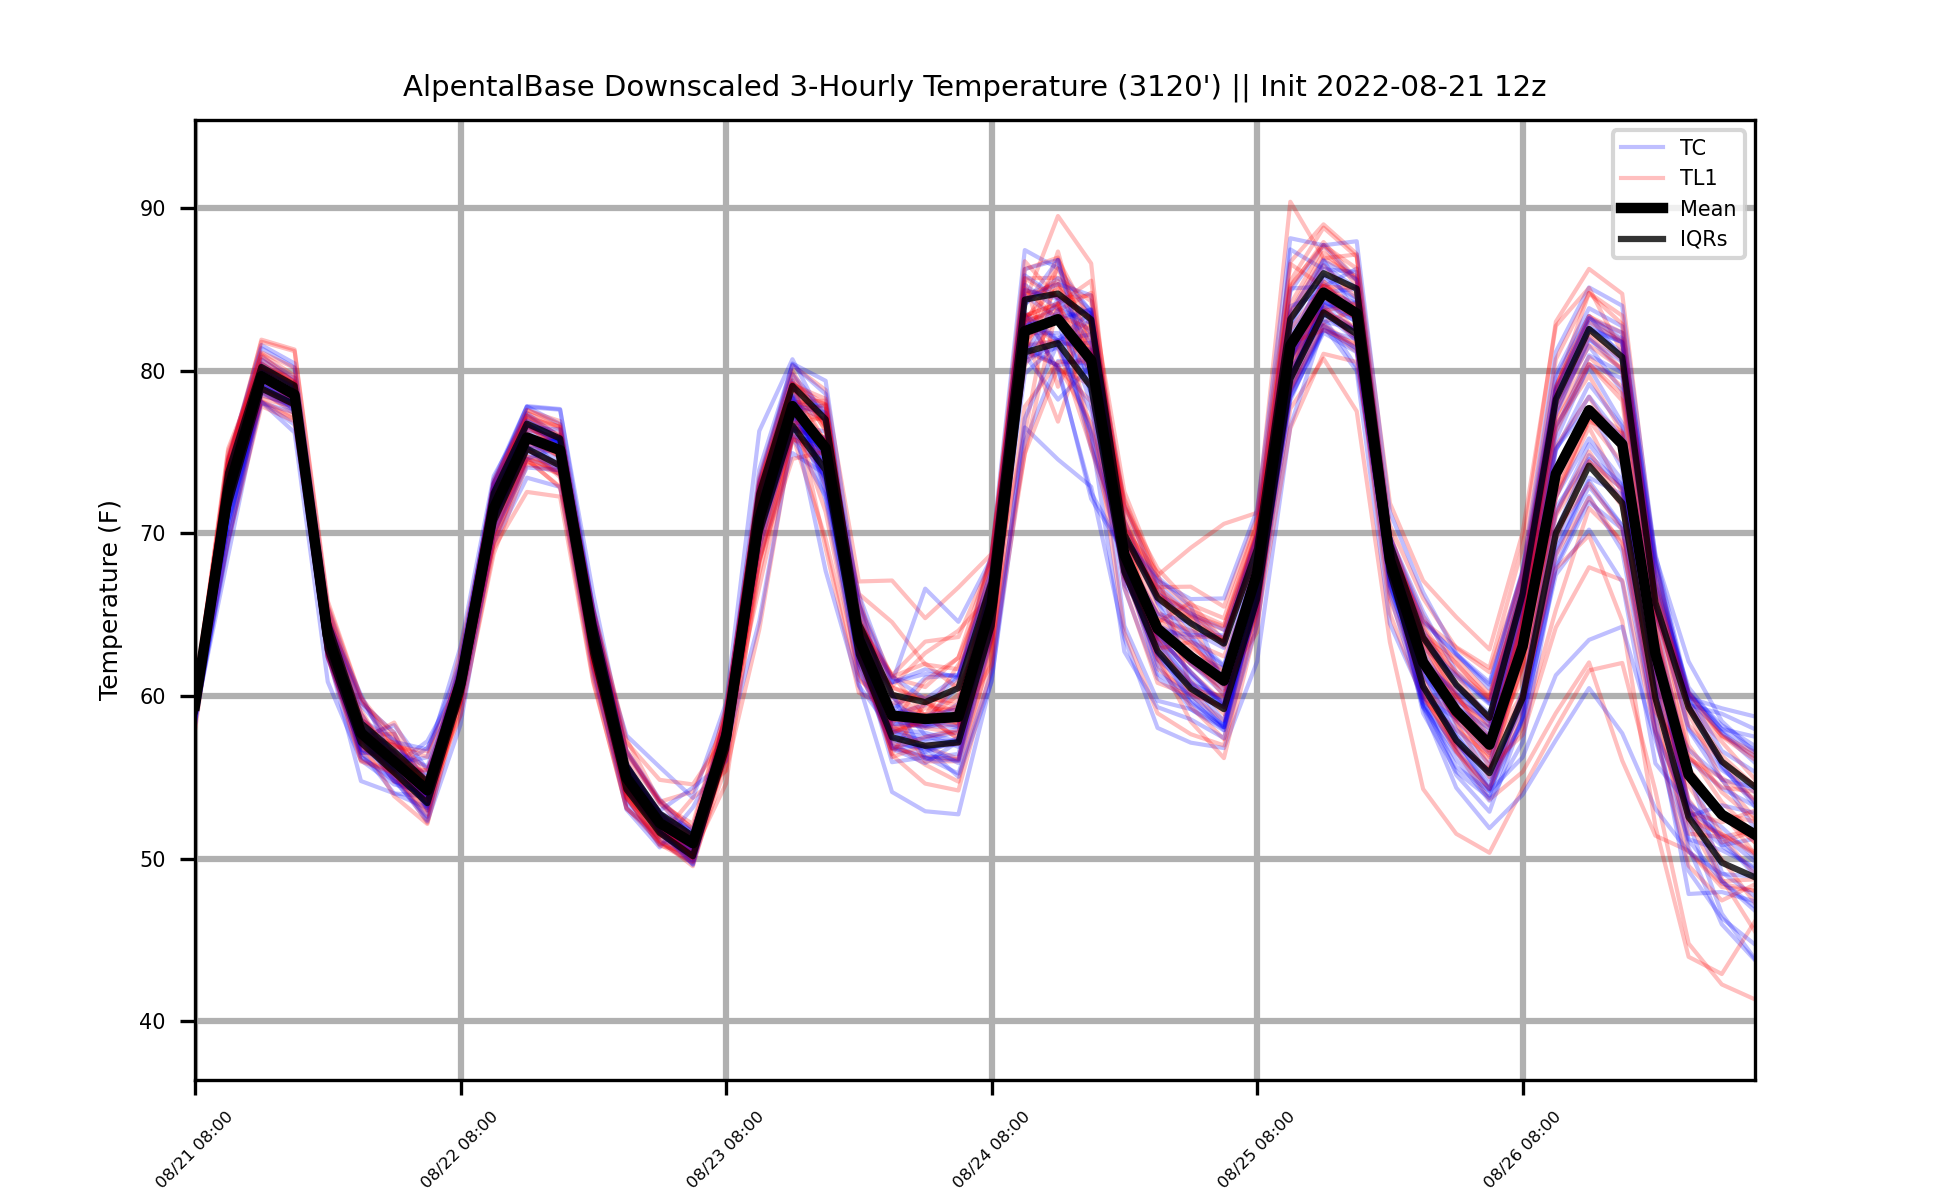 AlpentalBase Downscaled 3-Hourly Temperature (3120') || Init 2022-08-21 12z
TC
TL1
Mean
IQRs
Temperature (F)
90
80
70
60
50
40
08/21 08:00
08/22 08:00
08/23 08:00
08/24 08:00
08/25 08:00
08/26 08:00